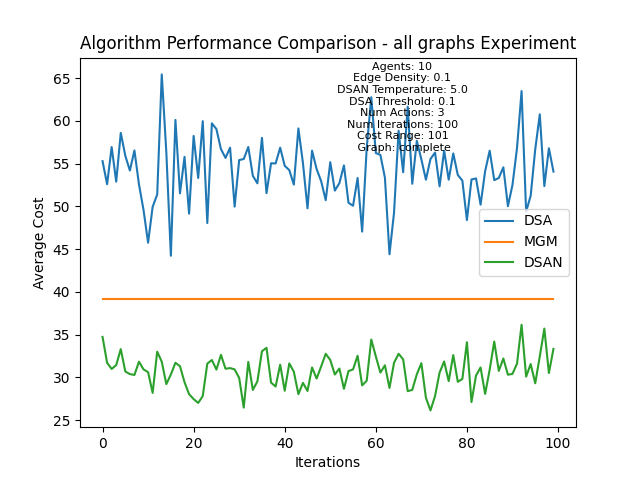 Algorithm Performance Comparison - all graphs Experiment
Agents: 10
Edge Density: 0.1
DSAN Temperature: 5.0
DSA Threshold: 0.1
Num Actions: 3
Num Iterations: 100
Cost Range: 101
Graph: complete
65
60
55
50
45
40
35
30
25
Average Cost
DSA
MGM
DSAN
0
20
40
60
80
100
Iterations